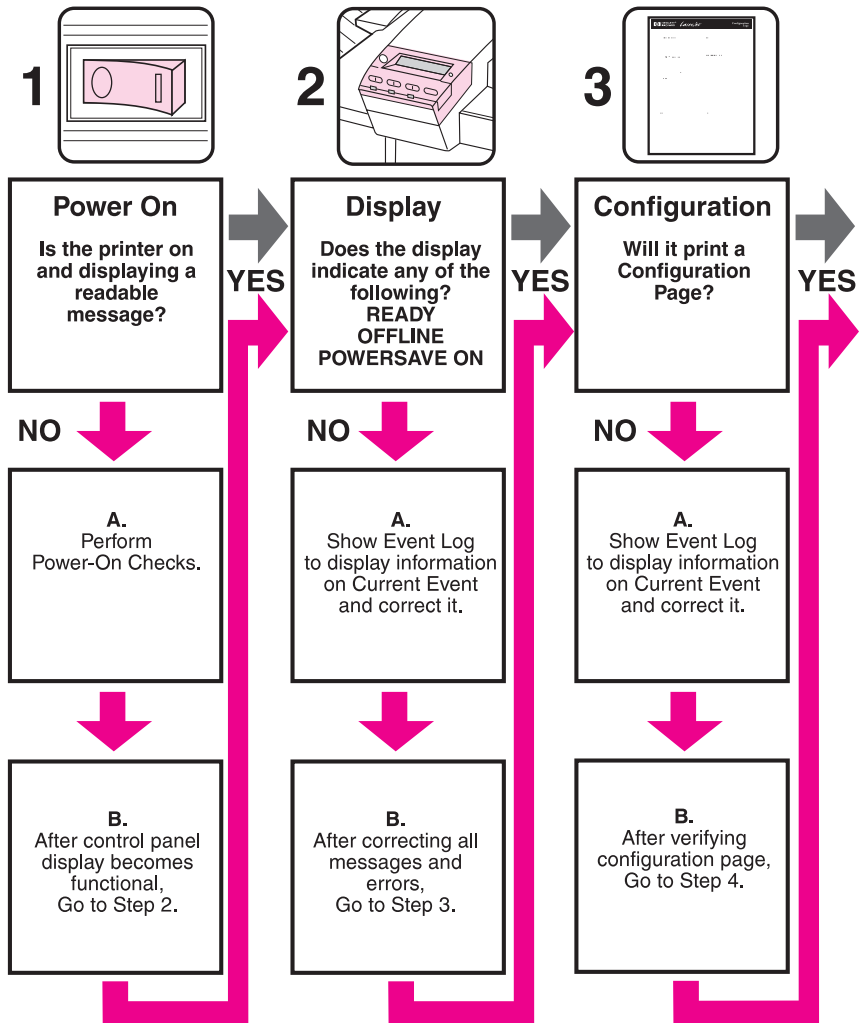 1
2
3
LaserJet
Configuration
Power On
Is the printer on
and displaying a
readable
message?
YES
Display
Does the display
indicate any of the
following?
READY
OFFLINE
POWERSAVE ON
YES
Configuration
Will it print a
Configuration
Page?
YES
NO
NO
NO
A.
Perform
Power-On Checks.
A.
Show Event Log
to display information
on Current Event
and correct it.
A.
Show Event Log
to display information
on Current Event
and correct it.
B.
After control panel
display becomes
functional,
Go to Step 2.
B.
After correcting all
messages and
errors,
Go to Step 3.
B.
After verifying
configuration page,
Go to Step 4.